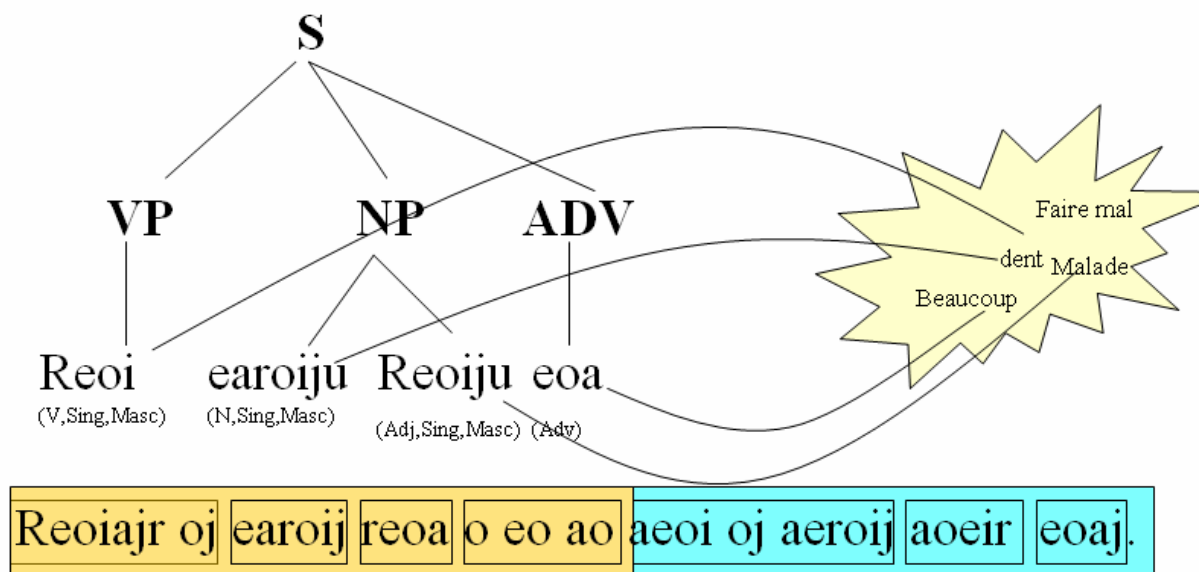 S
VP NP ADV
Faire mal
dent Malade
Beaucoup
Reoi earoiju Reoiju eoa
(V,Sing,Masc) (N,Sing,Masc) (Adj,Sing,Masc) (Adv)
Reoiajr oj earoij reoa o eo ao aeoi oj aeroij aoeir eoaj.